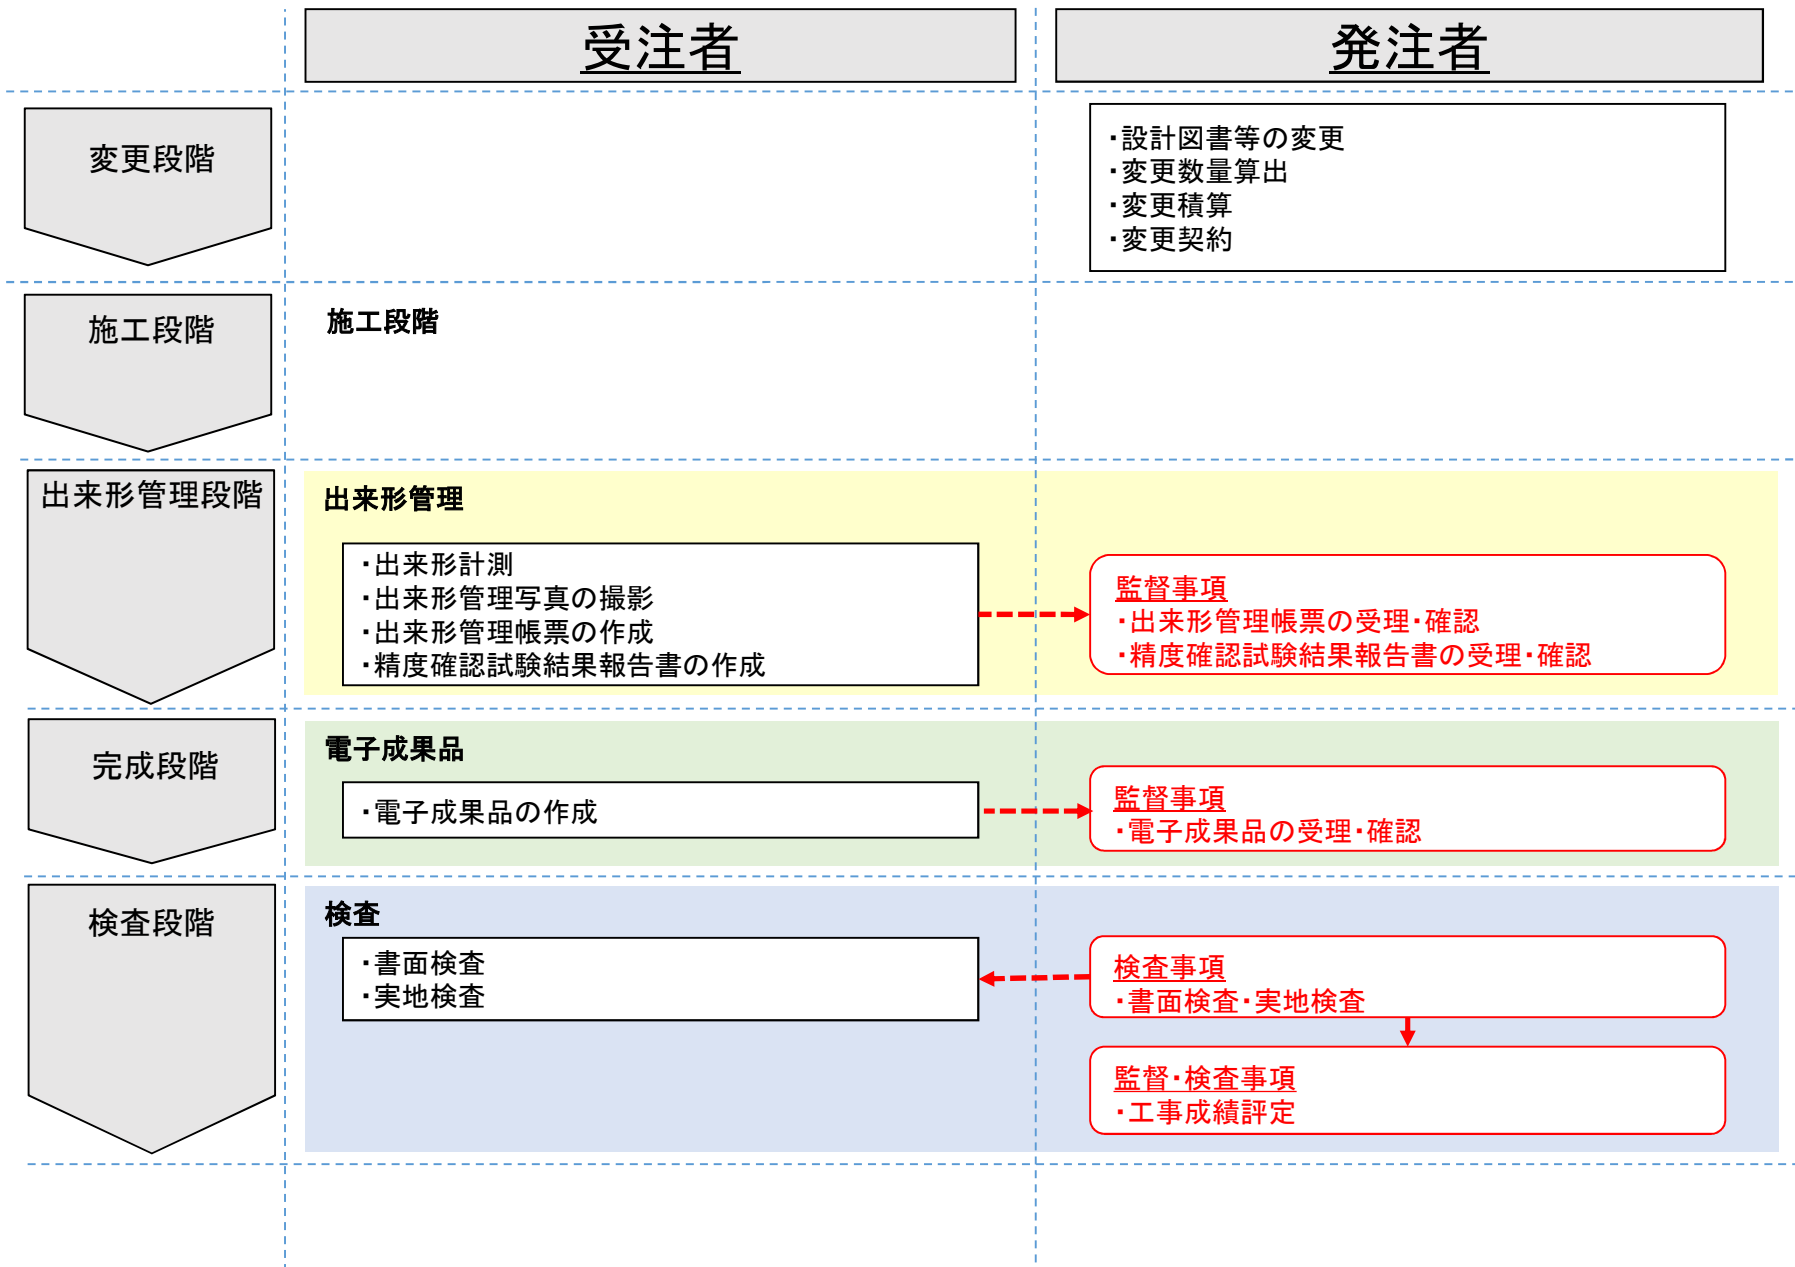 受注者
発注者
変更段階
・設計図書等の変更
・変更数量算出
・変更積算
・変更契約
施工段階
施工段階
出来形管理段階
出来形管理
・出来形計測
・出来形管理写真の撮影
・出来形管理帳票の作成
・精度確認試験結果報告書の作成
監督事項
・出来形管理帳票の受理・確認
・精度確認試験結果報告書の受理・確認
完成段階
電子成果品
・電子成果品の作成
監督事項
・電子成果品の受理・確認
検査段階
検査
・書面検査
・実地検査
検査事項
・書面検査・実地検査
監督・検査事項
・工事成績評定